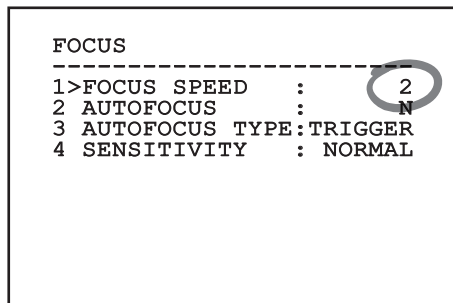 FOCUS
------------------------
1>FOCUS SPEED    :      2
2 AUTOFOCUS      :      N
3 AUTOFOCUS TYPE:TRIGGER
4 SENSITIVITY   : NORMAL